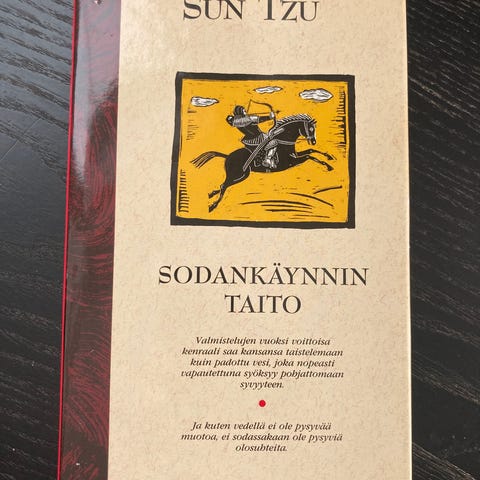 SUN TZU
SODANKÄYNNIN
TAITO
Valmistelujen vuoksi voittoisa
kenraali saa kansansa taistelemaan
kuin padottu vesi, joka nopeasti
vapautettuna syöksyy pohjattomaan
syvyyteen.
Ja kuten vedellä ei ole pysyvää
muotoa, ei sodassakaan ole pysyviä
olosuhteita.